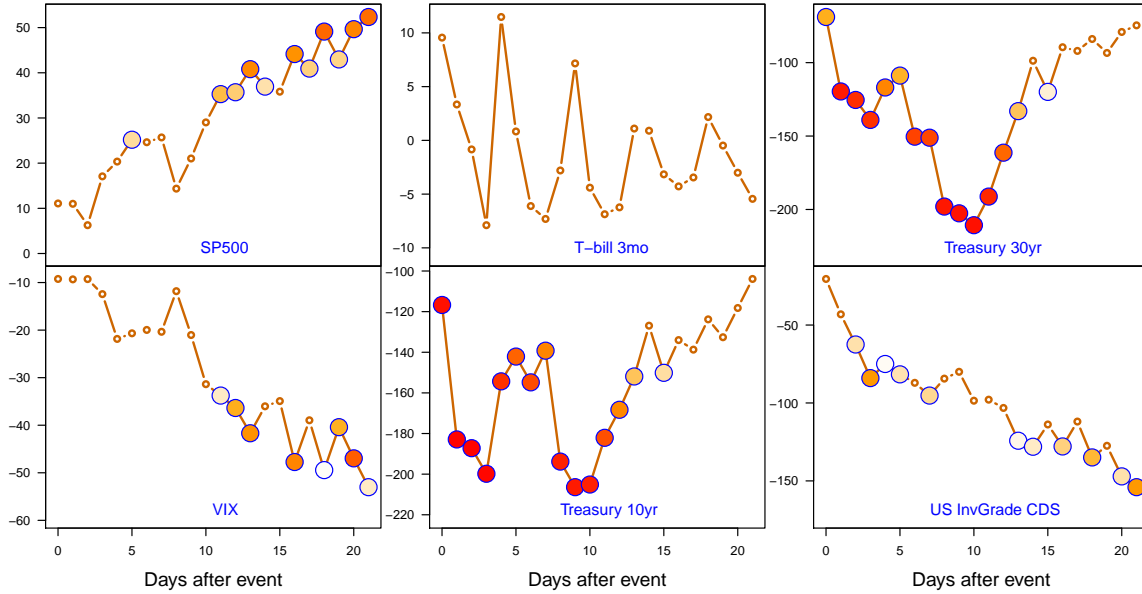 50
40
30
20
10
0
SP500
10
5
0
−5
−10
T−bill 3mo
−100
−150
−200
Treasury 30yr
−10
−20
−30
−40
−50
−60
VIX
0 5 10 15 20
Days after event
−100
−120
−140
−160
−180
−200
−220
Treasury 10yr
0 5 10 15 20
Days after event
−50
−100
−150
US InvGrade CDS
0 5 10 15 20
Days after event